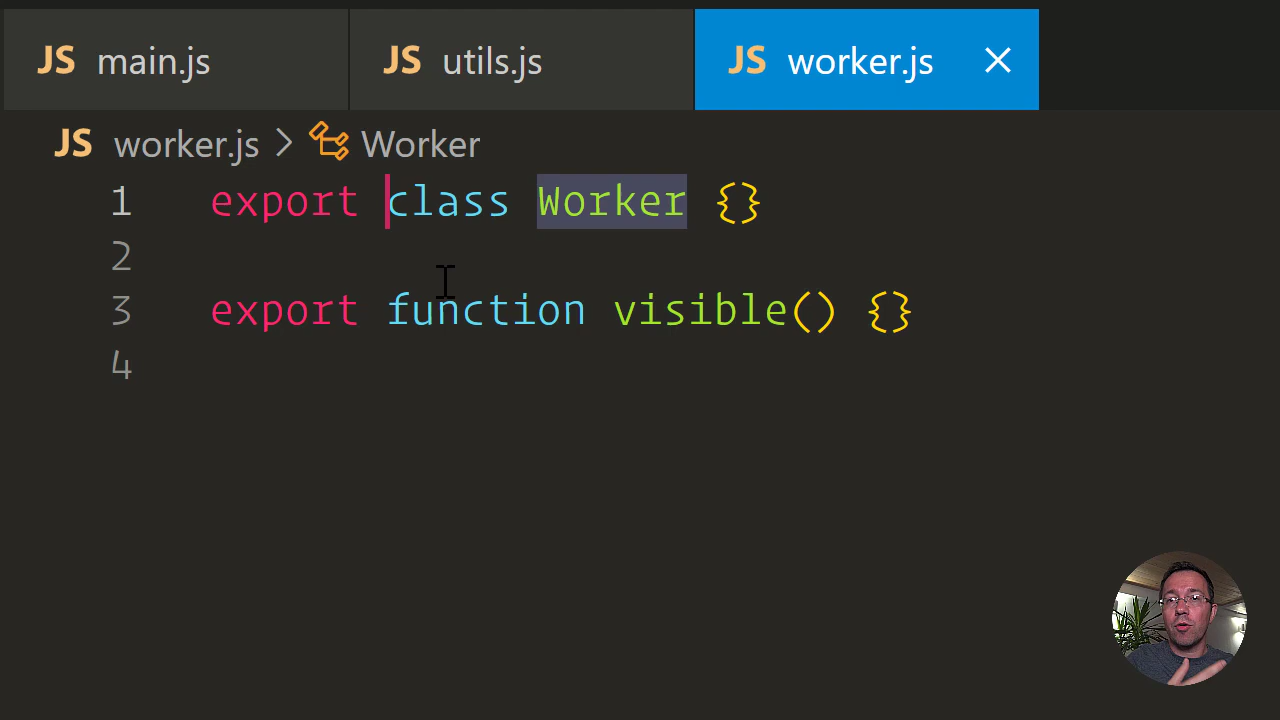 JS main.js JS utils.js JS worker.js ×
JS worker.js > Worker
1 export class Worker {}
2
3 export function visible() {}
4